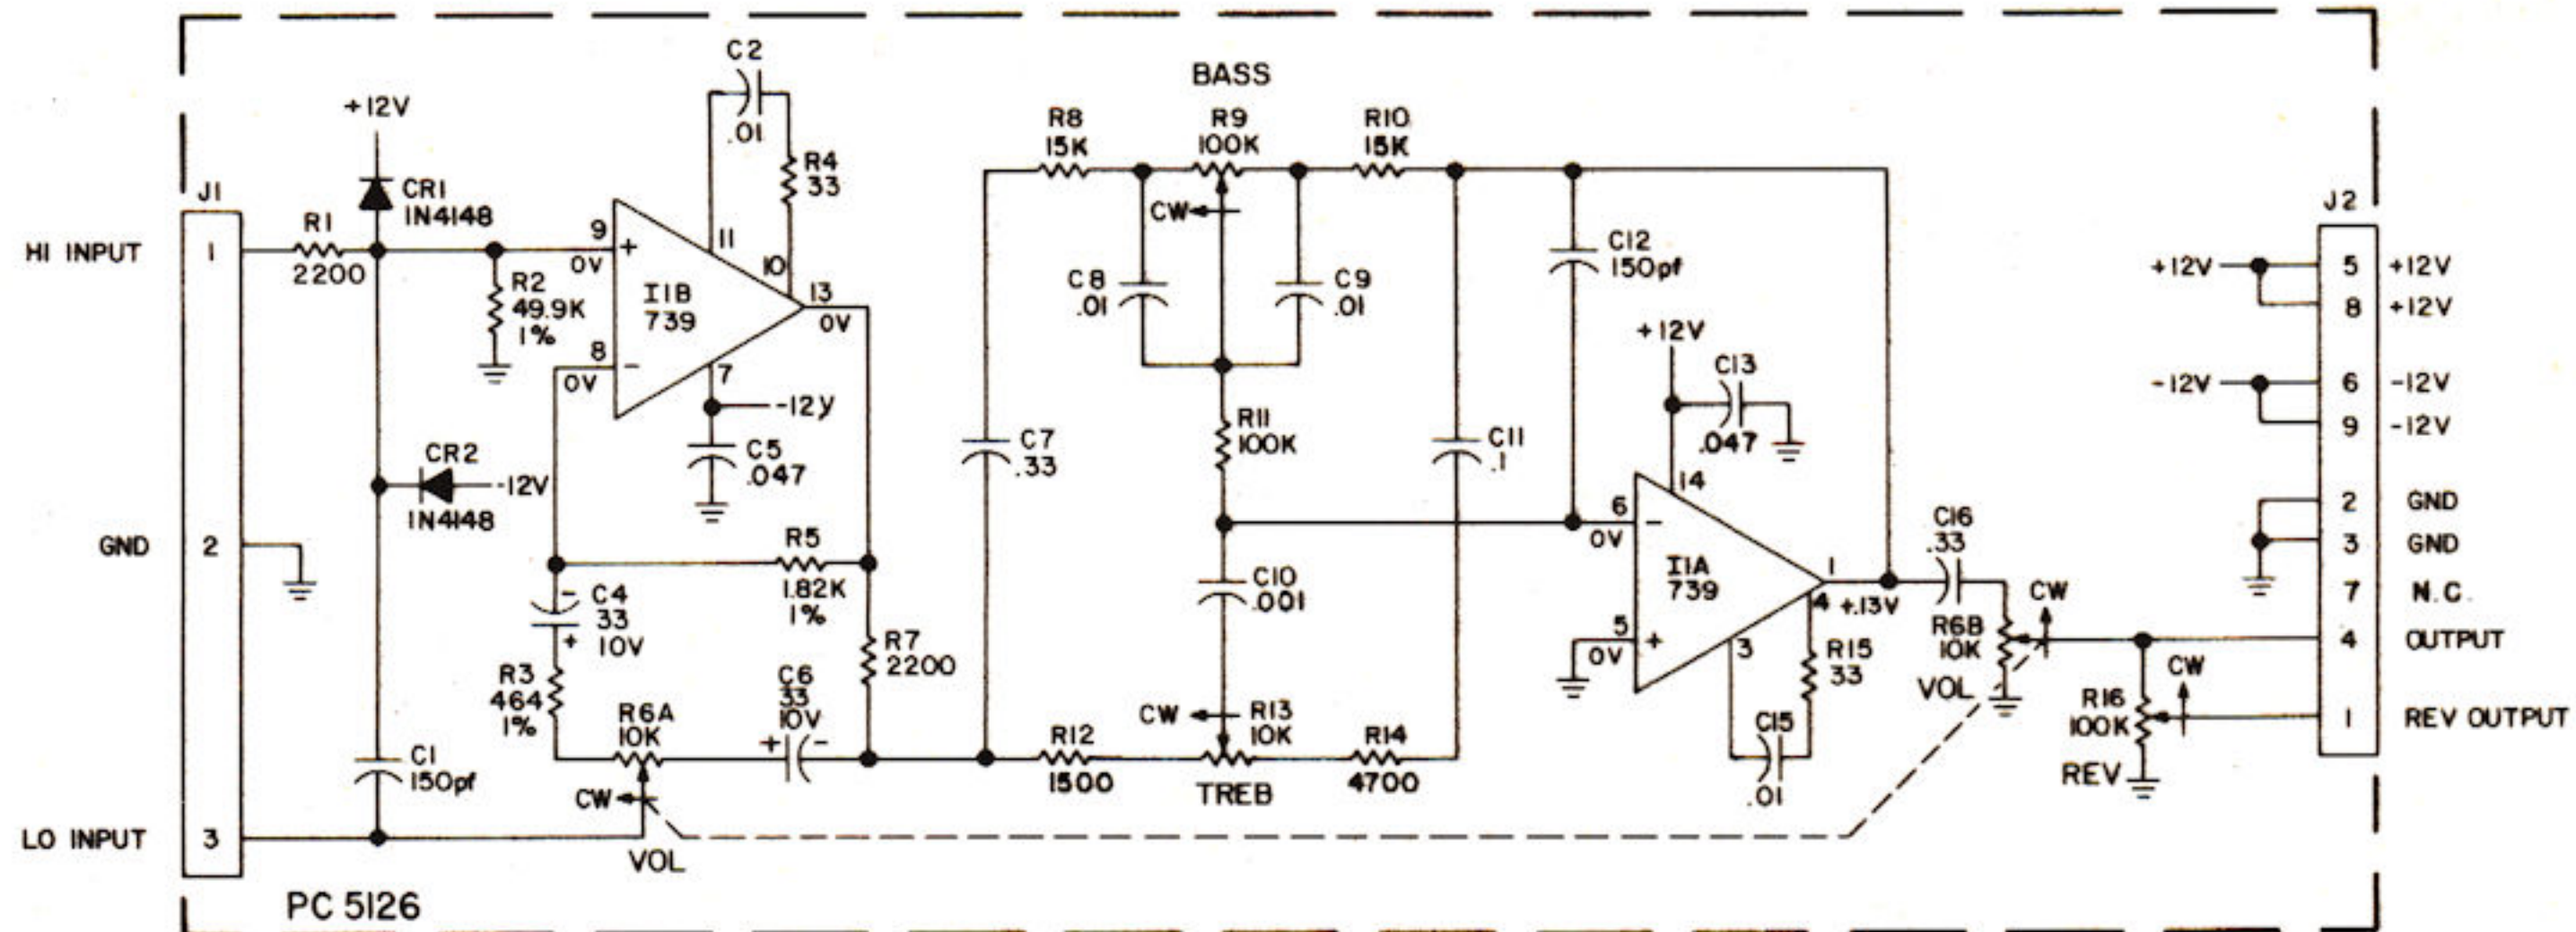 BASS
C2
.01
+12V
CR1
1N4148
R4
33
R8
15K
R9
100K
R10
15K
CW
J1
HI INPUT
1
R1
2200
R2
49.9K
1%
9
+
0V
11
10
I1B
739
13
0V
8
-
0V
7
-12V
C5
.047
CR2
-12V
1N4148
GND
2
C8
.01
C9
.01
C12
150pf
R11
100K
C7
.33
C11
.1
+12V
C13
.047
14
6
-
0V
I1A
739
1
+.13V
4
5
+
0V
3
R15
33
C15
.01
C16
.33
R6B
10K
CW
VOL
R5
1.82K
1%
C4
-
33
+
10V
R3
464
1%
R6A
10K
C6
33
10V
+
-
R7
2200
C10
.001
CW
R13
10K
R12
1500
TREB
R14
4700
C1
150pf
CW
LO INPUT
3
VOL
PC 5126
J2
+12V
5
+12V
8
+12V
-12V
6
-12V
9
-12V
2
GND
3
GND
7
N.C.
4
OUTPUT
CW
R16
100K
1
REV OUTPUT
REV